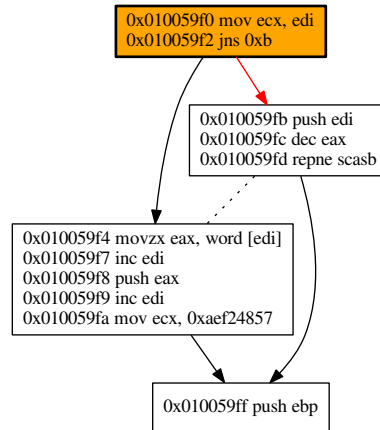 0x010059f0 mov ecx, edi
0x010059f2 jns 0xb
0x010059fb push edi
0x010059fc dec eax
0x010059fd repne scasb
0x010059f4 movzx eax, word [edi]
0x010059f7 inc edi
0x010059f8 push eax
0x010059f9 inc edi
0x010059fa mov ecx, 0xaef24857
0x010059ff push ebp